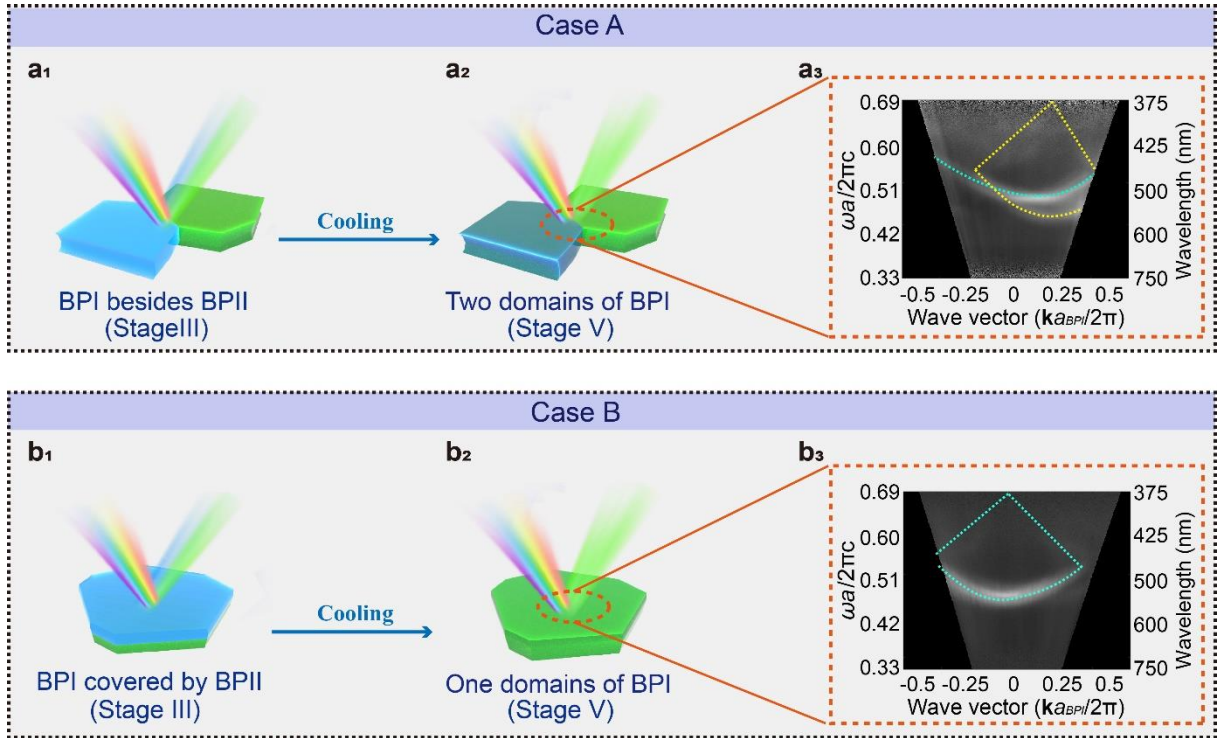 Case A
a₁
a₂
a₃
Cooling
BPI besides BPII
(StageIII)
Two domains of BPI
(Stage V)
0.69
0.60
0.51
0.42
0.33
ωa/2πc
375
425
500
600
750
Wavelength (nm)
-0.5 -0.25 0 0.25 0.5
Wave vector (kaBPI/2π)
Case B
b₁
b₂
b₃
Cooling
BPI covered by BPII
(Stage III)
One domains of BPI
(Stage V)
0.69
0.60
0.51
0.42
0.33
ωa/2πc
375
425
500
600
750
Wavelength (nm)
-0.5 -0.25 0 0.25 0.5
Wave vector (kaBPI/2π)